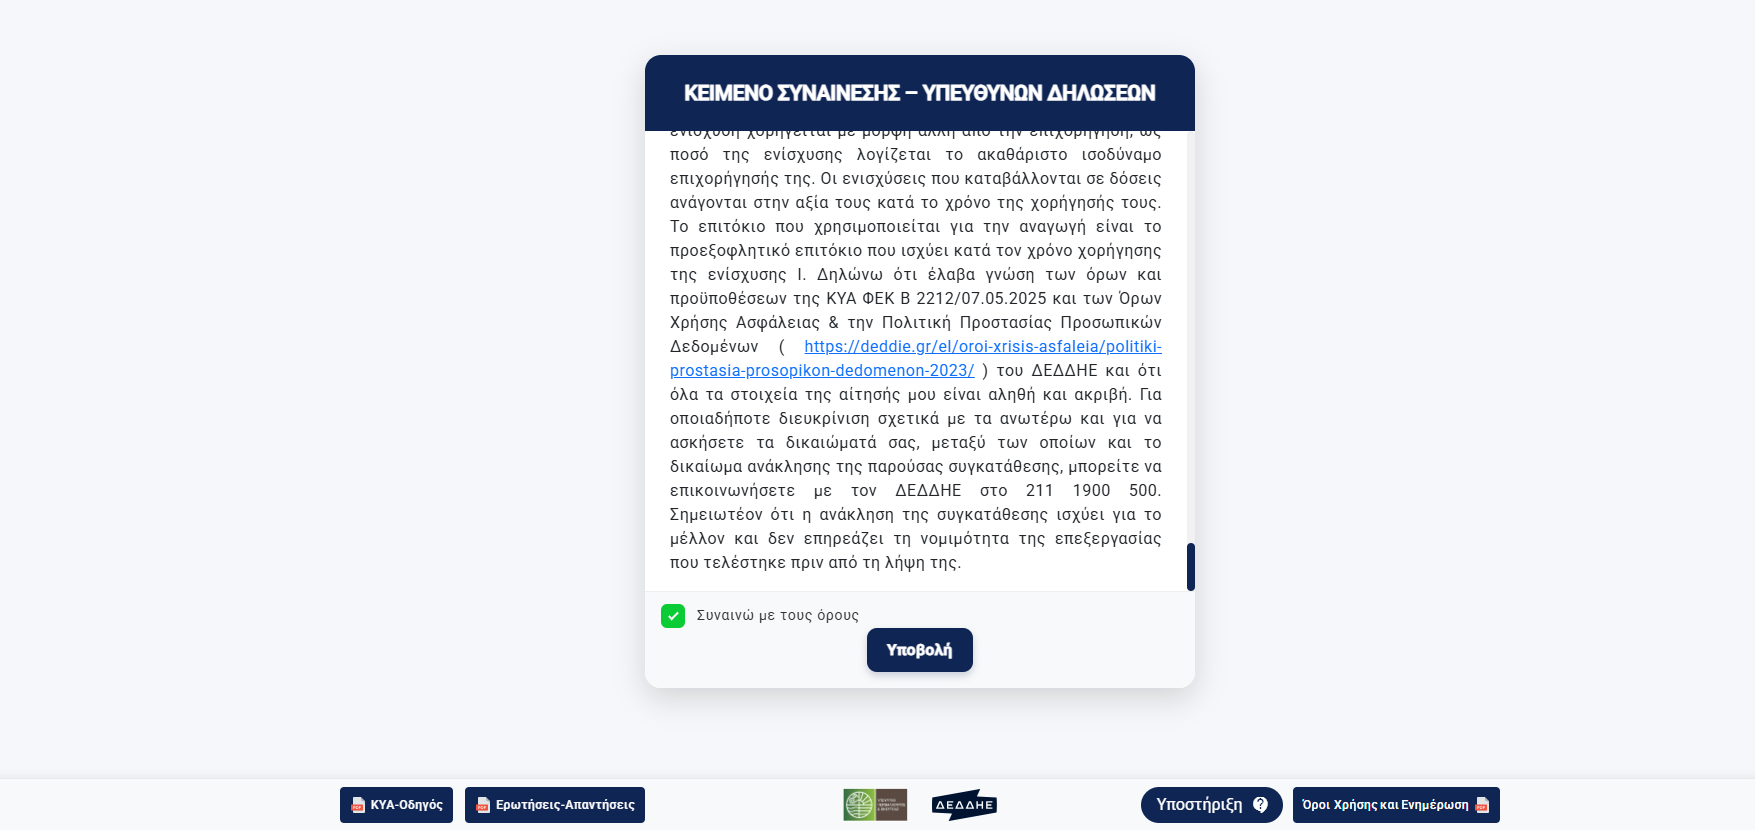 ΚΕΙΜΕΝΟ ΣΥΝΑΙΝΕΣΗΣ – ΥΠΕΥΘΥΝΩΝ ΔΗΛΩΣΕΩΝ
ενίσχυση χορηγείται με μορφή άλλη από την επιχορήγηση, ως
ποσό της ενίσχυσης λογίζεται το ακαθάριστο ισοδύναμο
επιχορήγησής της. Οι ενισχύσεις που καταβάλλονται σε δόσεις
ανάγονται στην αξία τους κατά το χρόνο της χορήγησής τους.
Το επιτόκιο που χρησιμοποιείται για την αναγωγή είναι το
προεξοφλητικό επιτόκιο που ισχύει κατά τον χρόνο χορήγησης
της ενίσχυσης Ι. Δηλώνω ότι έλαβα γνώση των όρων και
προϋποθέσεων της ΚΥΑ ΦΕΚ Β 2212/07.05.2025 και των Όρων
Χρήσης Ασφάλειας & την Πολιτική Προστασίας Προσωπικών
Δεδομένων ( https://deddie.gr/el/oroi-xrisis-asfaleia/politiki-
prostasia-prosopikon-dedomenon-2023/ ) του ΔΕΔΔΗΕ και ότι
όλα τα στοιχεία της αίτησής μου είναι αληθή και ακριβή. Για
οποιαδήποτε διευκρίνιση σχετικά με τα ανωτέρω και για να
ασκήσετε τα δικαιώματά σας, μεταξύ των οποίων και το
δικαίωμα ανάκλησης της παρούσας συγκατάθεσης, μπορείτε να
επικοινωνήσετε με τον ΔΕΔΔΗΕ στο 211 1900 500.
Σημειωτέον ότι η ανάκληση της συγκατάθεσης ισχύει για το
μέλλον και δεν επηρεάζει τη νομιμότητα της επεξεργασίας
που τελέστηκε πριν από τη λήψη της.
Συναινώ με τους όρους
Υποβολή
ΚΥΑ-Οδηγός
Ερωτήσεις-Απαντήσεις
ΔΕΔΔΗΕ
Υποστήριξη
Όροι Χρήσης και Ενημέρωση